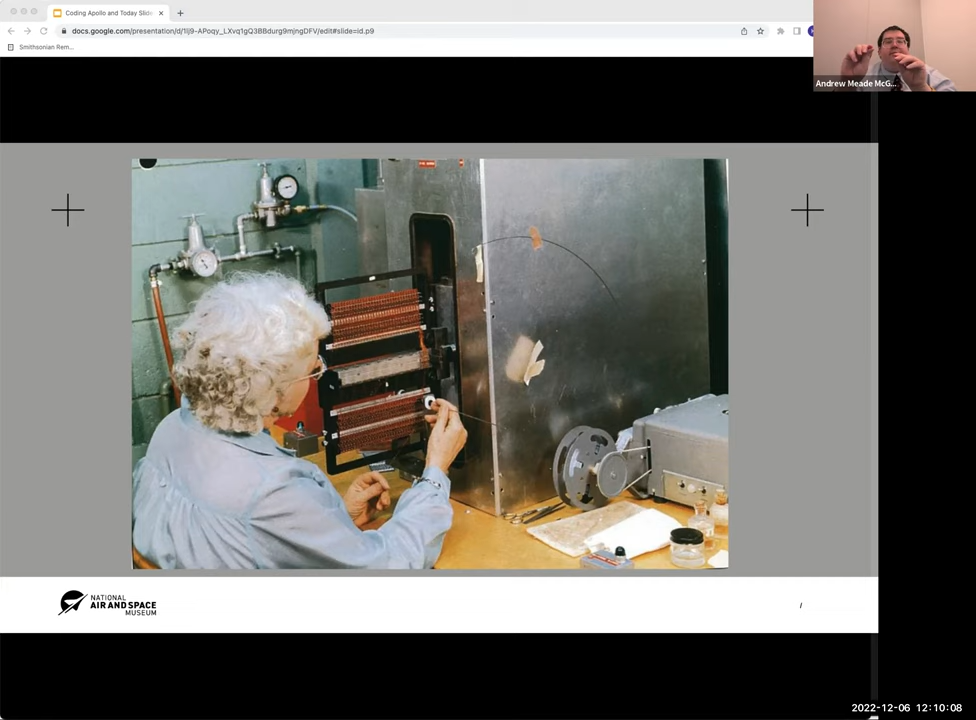 Coding Apollo and Today Slide
docs.google.com/presentation/d/1lj9-APoqy_LXvq1gQ3BBdurg9mjngDFV/edit#slide=id.p9
Smithsonian Rem...
Andrew Meade McG...
NATIONAL
AIR AND SPACE
MUSEUM
2022-12-06 12:10:08